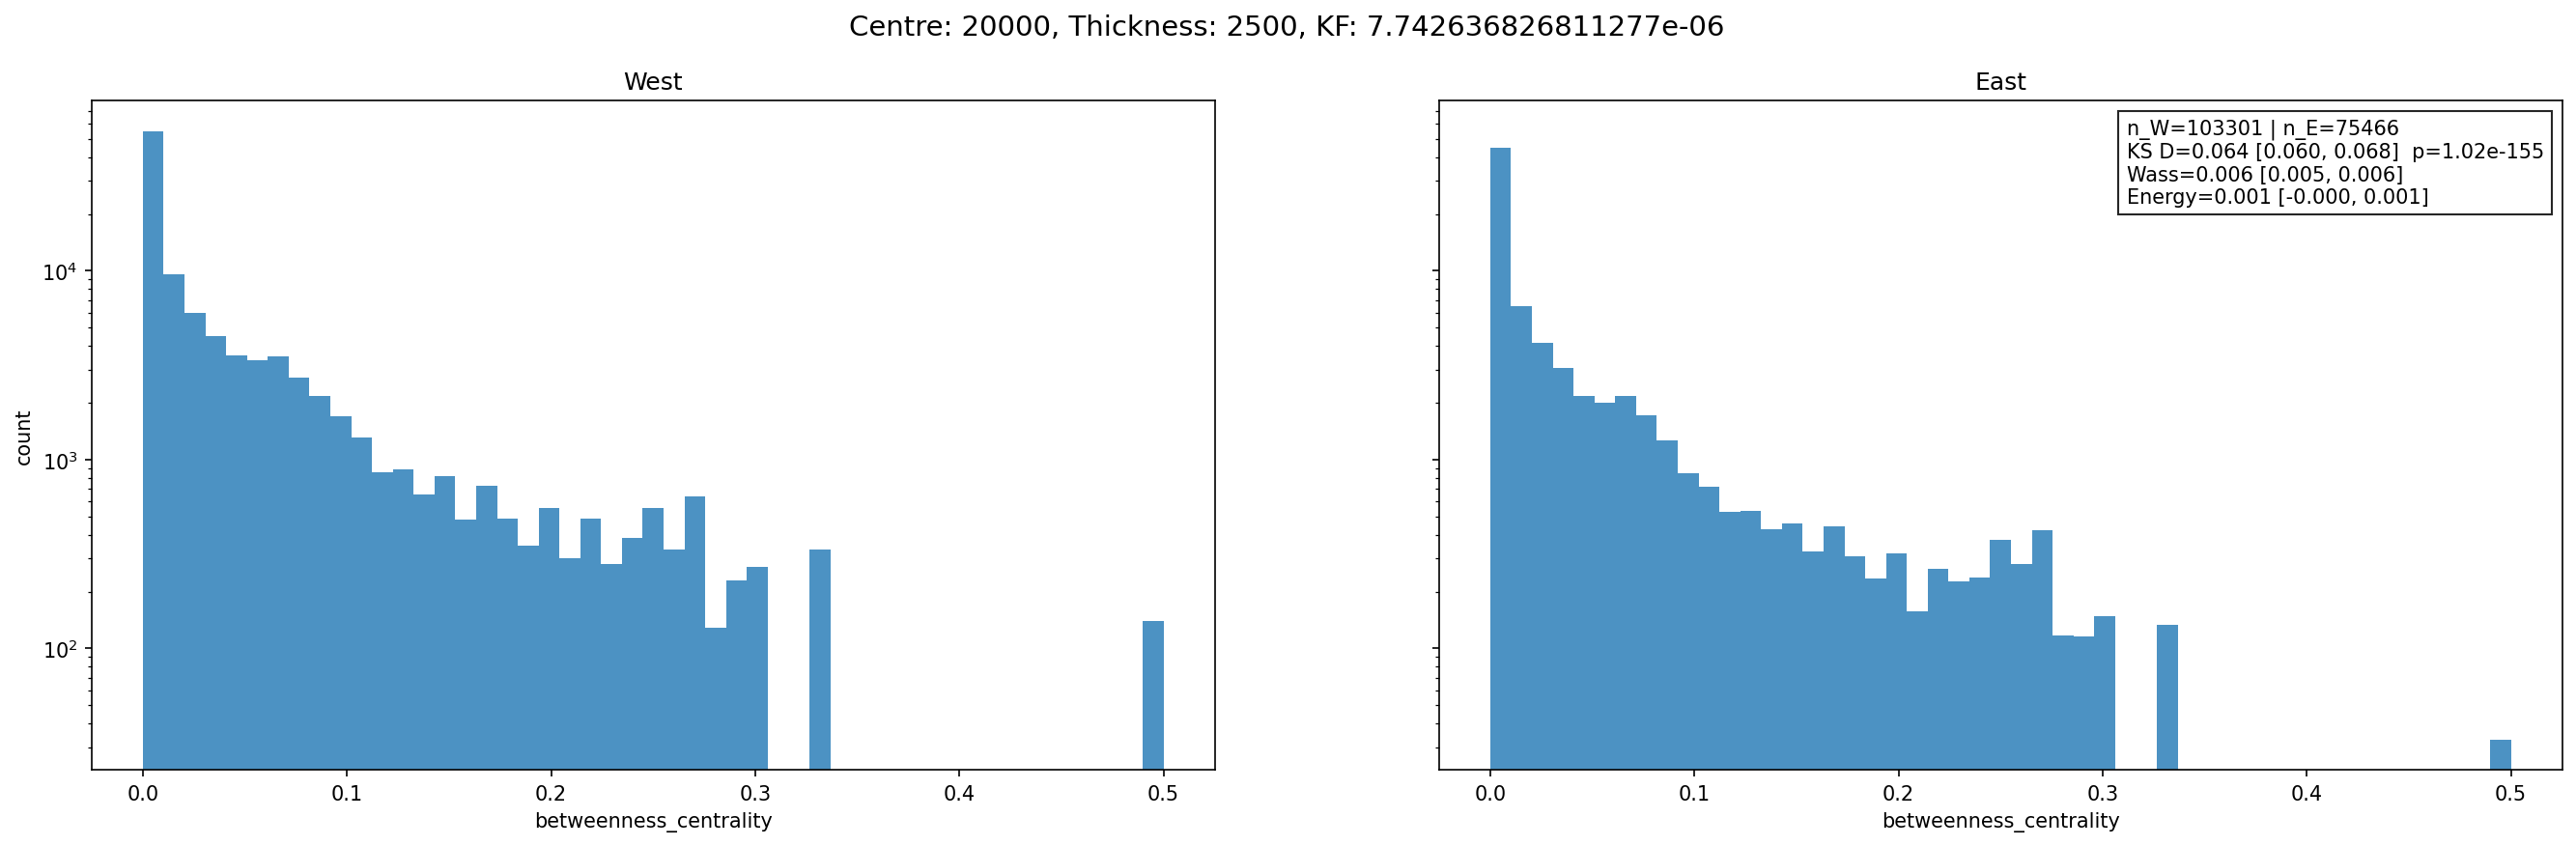 Centre: 20000, Thickness: 2500, KF: 7.742636826811277e-06
West
East
n_W=103301 | n_E=75466
KS D=0.064 [0.060, 0.068]  p=1.02e-155
Wass=0.006 [0.005, 0.006]
Energy=0.001 [-0.000, 0.001]
count
10⁴
10³
10²
0.0 0.1 0.2 0.3 0.4 0.5
betweenness_centrality
0.0 0.1 0.2 0.3 0.4 0.5
betweenness_centrality